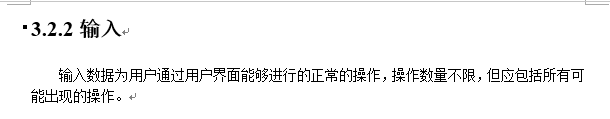 3.2.2 输入
输入数据为用户通过用户界面能够进行的正常的操作，操作数量不限，但应包括所有可
能出现的操作。